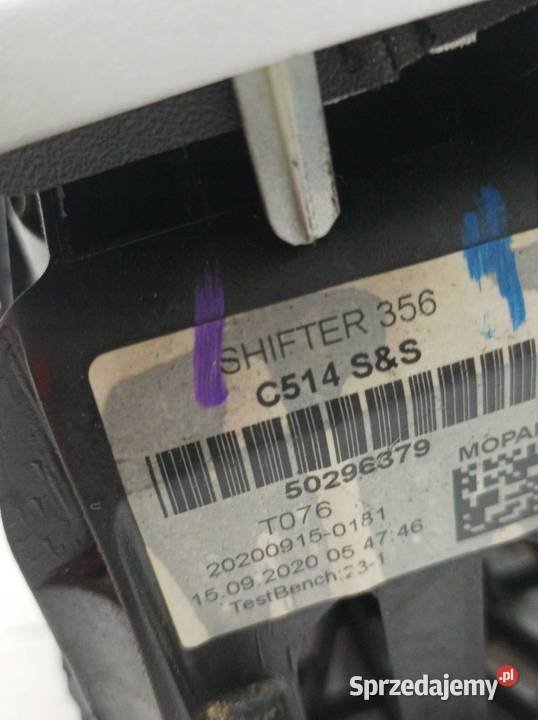 SHIFTER 356
C514 S&S
50296379
MOPAR
T076
20200915-0181
15.09.2020 05 47:46
TestBench:23-1
Sprzedajemy.pl